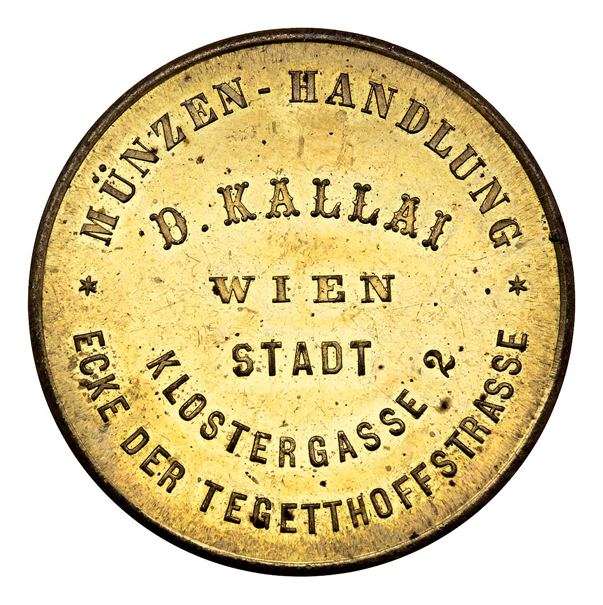 MÜNZEN-HANDLUNG
D. KALLAI
WIEN
STADT
KLOSTERGASSE 2
* ECKE DER TEGETTHOFFSTRASSE *